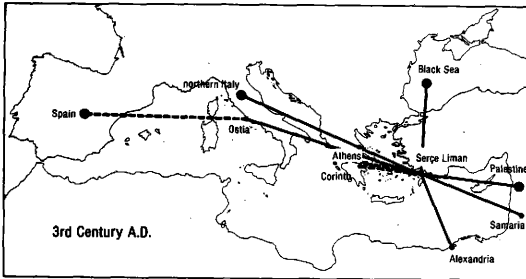 Black Sea
northern Italy
Spain
Ostia
Athens
Serçe Liman
Corinth
Palestine
Samaria
3rd Century A.D.
Alexandria